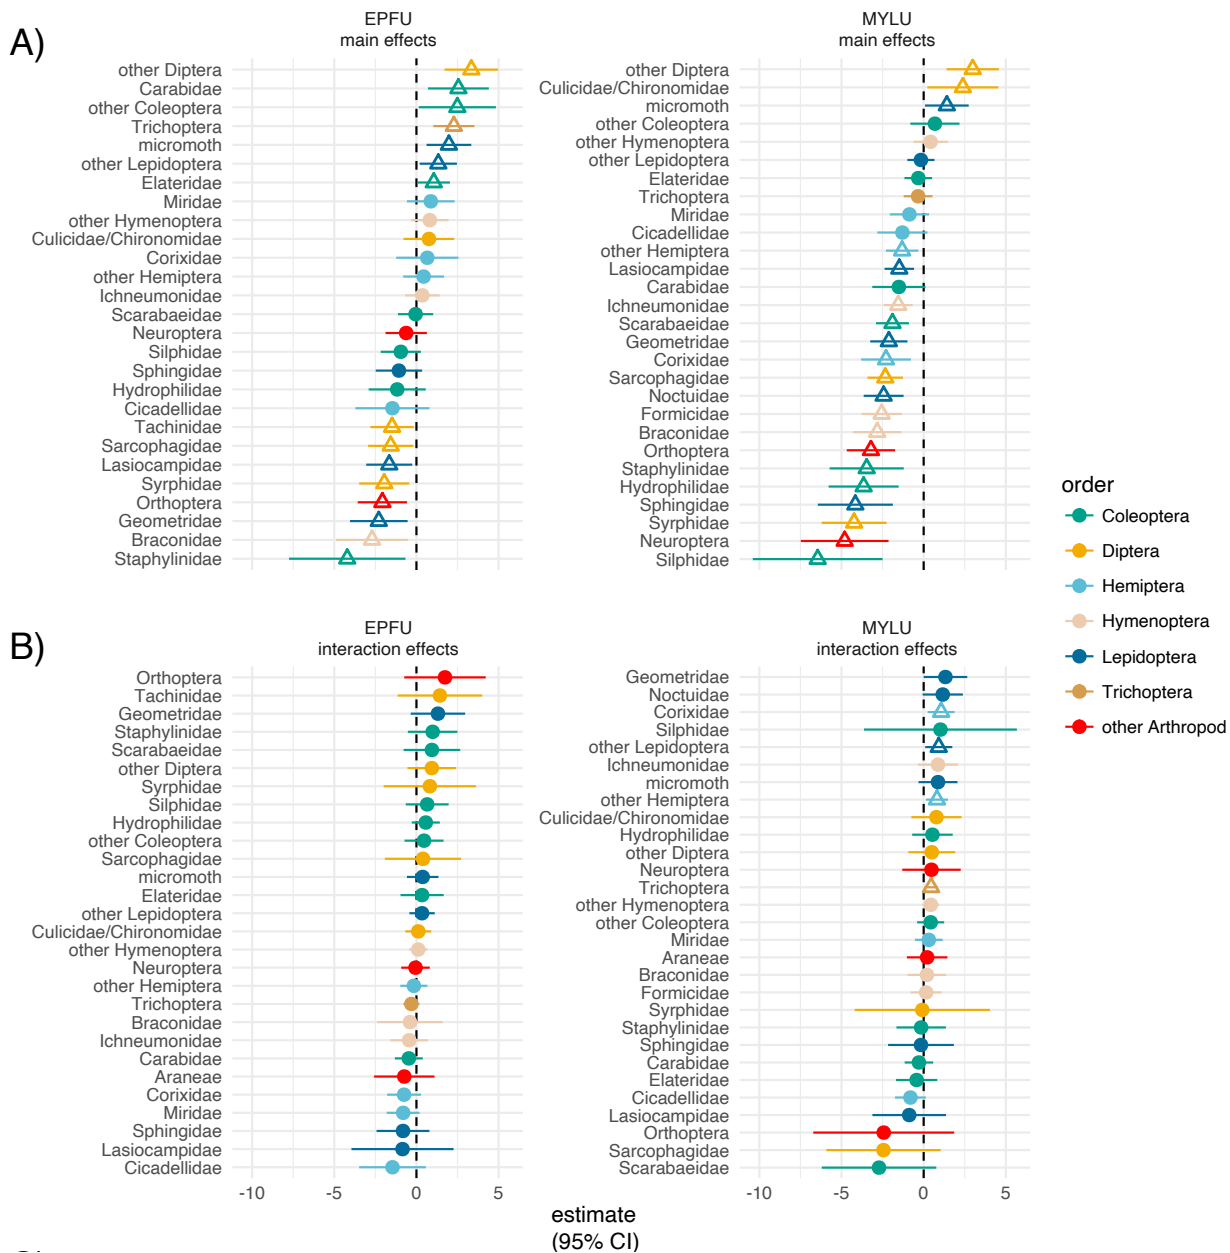 A)
EPFU
main effects
other Diptera
Carabidae
other Coleoptera
Trichoptera
micromoth
other Lepidoptera
Elateridae
Miridae
other Hymenoptera
Culicidae/Chironomidae
Corixidae
other Hemiptera
Ichneumonidae
Scarabaeidae
Neuroptera
Silphidae
Sphingidae
Hydrophilidae
Cicadellidae
Tachinidae
Sarcophagidae
Lasiocampidae
Syrphidae
Orthoptera
Geometridae
Braconidae
Staphylinidae
MYLU
main effects
other Diptera
Culicidae/Chironomidae
micromoth
other Coleoptera
other Hymenoptera
other Lepidoptera
Elateridae
Trichoptera
Miridae
Cicadellidae
other Hemiptera
Lasiocampidae
Carabidae
Ichneumonidae
Scarabaeidae
Geometridae
Corixidae
Sarcophagidae
Noctuidae
Formicidae
Braconidae
Orthoptera
Staphylinidae
Hydrophilidae
Sphingidae
Syrphidae
Neuroptera
Silphidae
order
Coleoptera
Diptera
Hemiptera
Hymenoptera
Lepidoptera
Trichoptera
other Arthropod
B)
EPFU
interaction effects
Orthoptera
Tachinidae
Geometridae
Staphylinidae
Scarabaeidae
other Diptera
Syrphidae
Silphidae
Hydrophilidae
other Coleoptera
Sarcophagidae
micromoth
Elateridae
other Lepidoptera
Culicidae/Chironomidae
other Hymenoptera
Neuroptera
other Hemiptera
Trichoptera
Braconidae
Ichneumonidae
Carabidae
Araneae
Corixidae
Miridae
Sphingidae
Lasiocampidae
Cicadellidae
-10 -5 0 5
MYLU
interaction effects
Geometridae
Noctuidae
Corixidae
Silphidae
other Lepidoptera
Ichneumonidae
micromoth
other Hemiptera
Culicidae/Chironomidae
Hydrophilidae
other Diptera
Neuroptera
Trichoptera
other Hymenoptera
other Coleoptera
Miridae
Araneae
Braconidae
Formicidae
Syrphidae
Staphylinidae
Sphingidae
Carabidae
Elateridae
Cicadellidae
Lasiocampidae
Orthoptera
Sarcophagidae
Scarabaeidae
-10 -5 0 5
estimate
(95% CI)